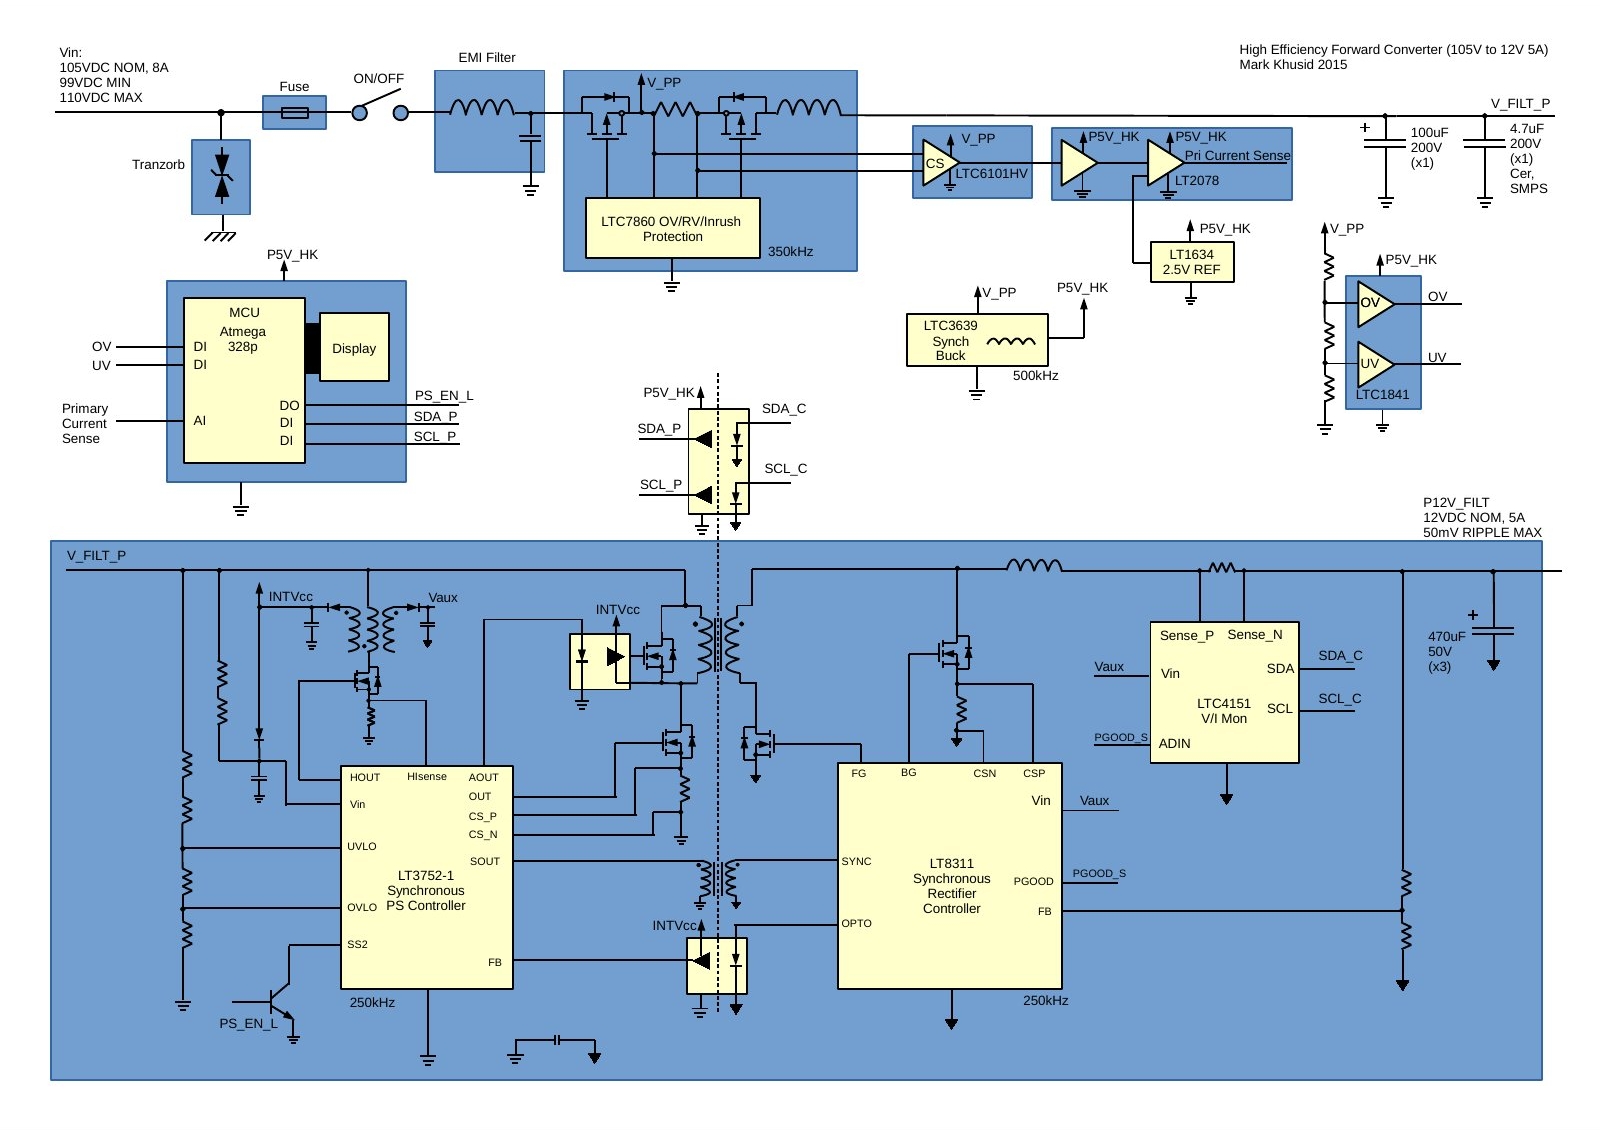 High Efficiency Forward Converter (105V to 12V 5A)
Mark Khusid 2015
Vin:
105VDC NOM, 8A
99VDC MIN
110VDC MAX
Fuse
ON/OFF
EMI Filter
Tranzorb
V_PP
LTC7860 OV/RV/Inrush
Protection
350kHz
CS
V_PP
LTC6101HV
P5V_HK
P5V_HK
Pri Current Sense
LT2078
V_FILT_P
100uF
200V
(x1)
4.7uF
200V
(x1)
Cer,
SMPS
P5V_HK
LT1634
2.5V REF
V_PP
P5V_HK
OV
OV
UV
UV
LTC1841
V_PP
P5V_HK
LTC3639
Synch
Buck
500kHz
P5V_HK
MCU
Atmega
328p
Display
OV
UV
DI
DI
Primary
Current
Sense
AI
DO
DI
DI
PS_EN_L
SDA_P
SCL_P
P5V_HK
SDA_P
SCL_P
SDA_C
SCL_C
P12V_FILT
12VDC NOM, 5A
50mV RIPPLE MAX
V_FILT_P
INTVcc
Vaux
INTVcc
HOUT
HIsense
AOUT
Vin
OUT
CS_P
CS_N
UVLO
SOUT
LT3752-1
Synchronous
PS Controller
OVLO
SS2
FB
250kHz
PS_EN_L
INTVcc
FG
BG
CSN
CSP
Vin
Vaux
SYNC
LT8311
Synchronous
Rectifier
Controller
PGOOD
PGOOD_S
FB
OPTO
250kHz
Sense_P
Sense_N
Vaux
Vin
SDA
SDA_C
LTC4151
V/I Mon
SCL
SCL_C
PGOOD_S
ADIN
470uF
50V
(x3)